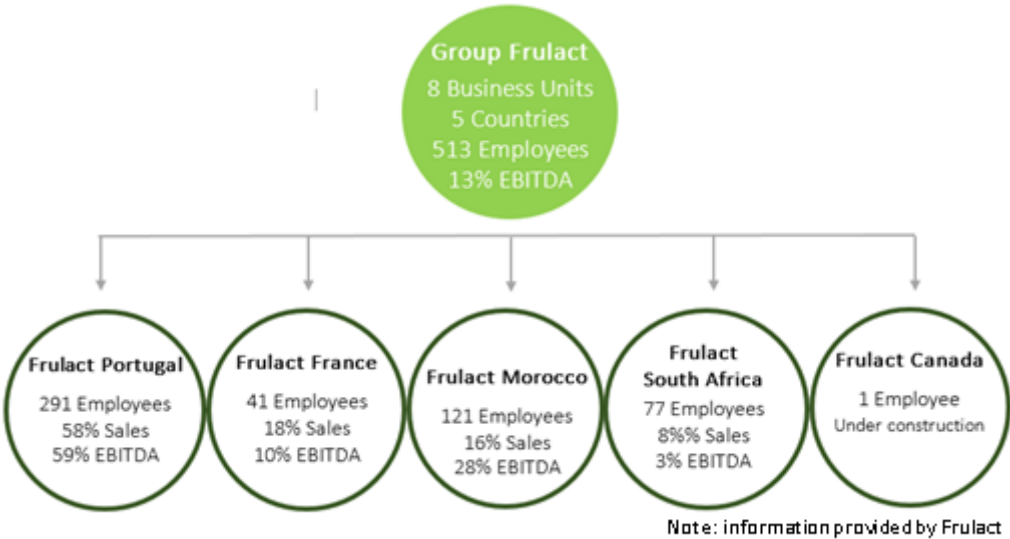 Group Frulact
8 Business Units
5 Countries
513 Employees
13% EBITDA
Frulact Portugal
291 Employees
58% Sales
59% EBITDA
Frulact France
41 Employees
18% Sales
10% EBITDA
Frulact Morocco
121 Employees
16% Sales
28% EBITDA
Frulact
South Africa
77 Employees
8%% Sales
3% EBITDA
Frulact Canada
1 Employee
Under construction
Note: information provided by Frulact